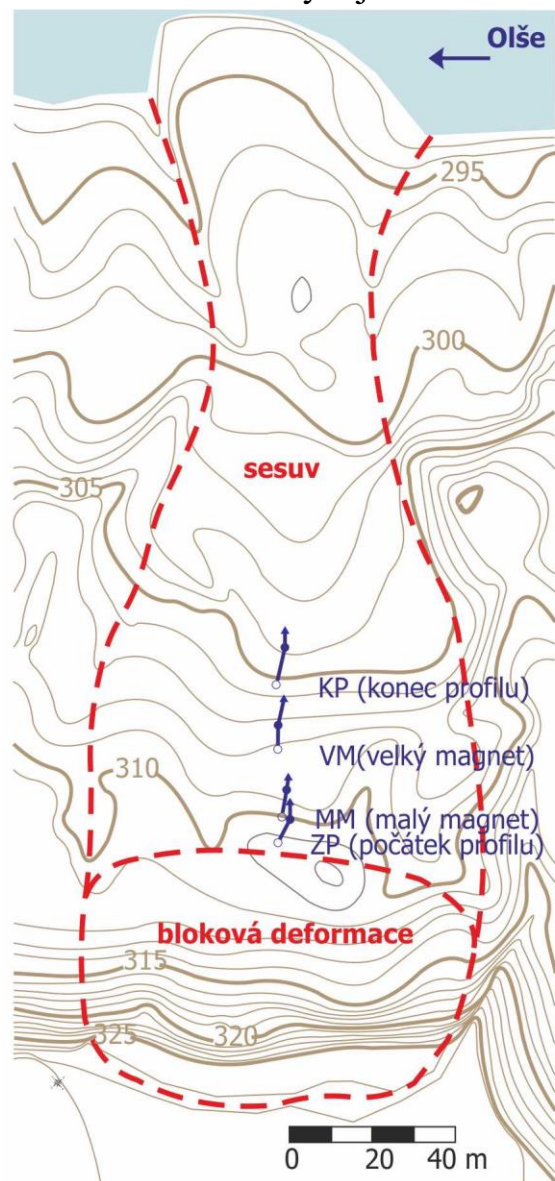 Olše
295
300
sesuv
305
KP (konec profilu)
VM(velký magnet)
310
MM (malý magnet)
ZP (počátek profilu)
bloková deformace
315
325
320
0 20 40 m